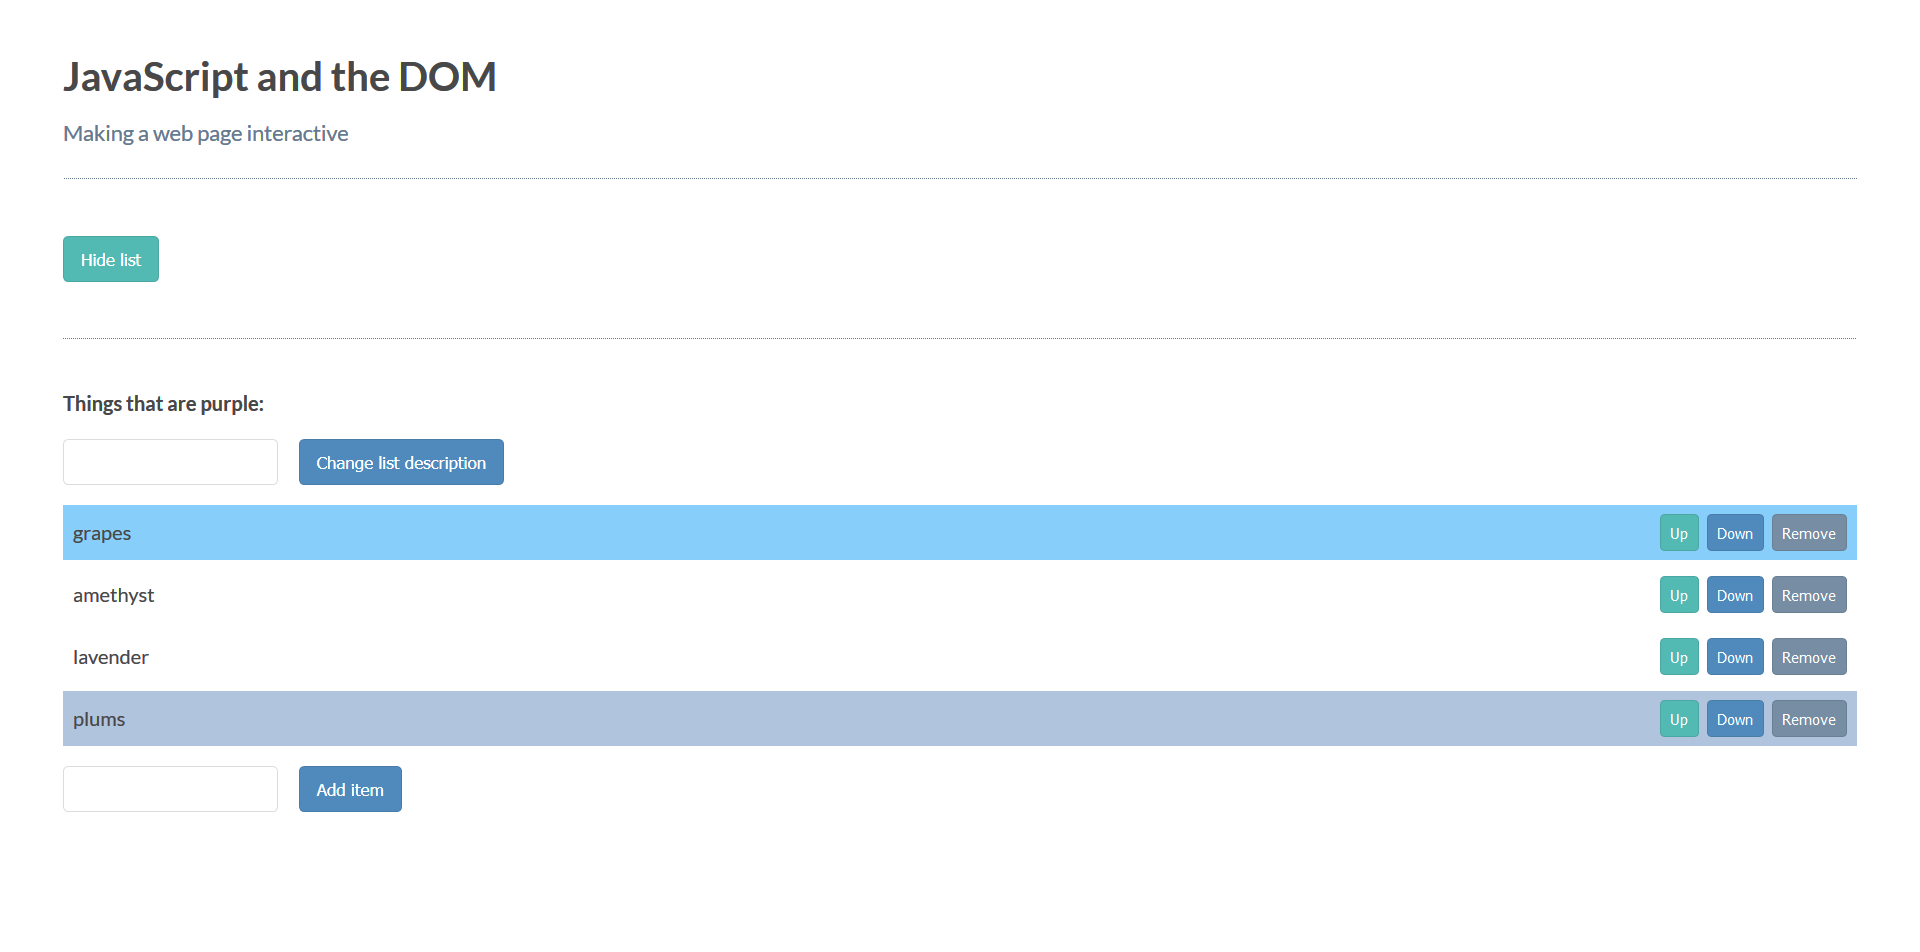 JavaScript and the DOM
Making a web page interactive
Hide list
Things that are purple:
Change list description
grapes Up Down Remove
amethyst Up Down Remove
lavender Up Down Remove
plums Up Down Remove
Add item